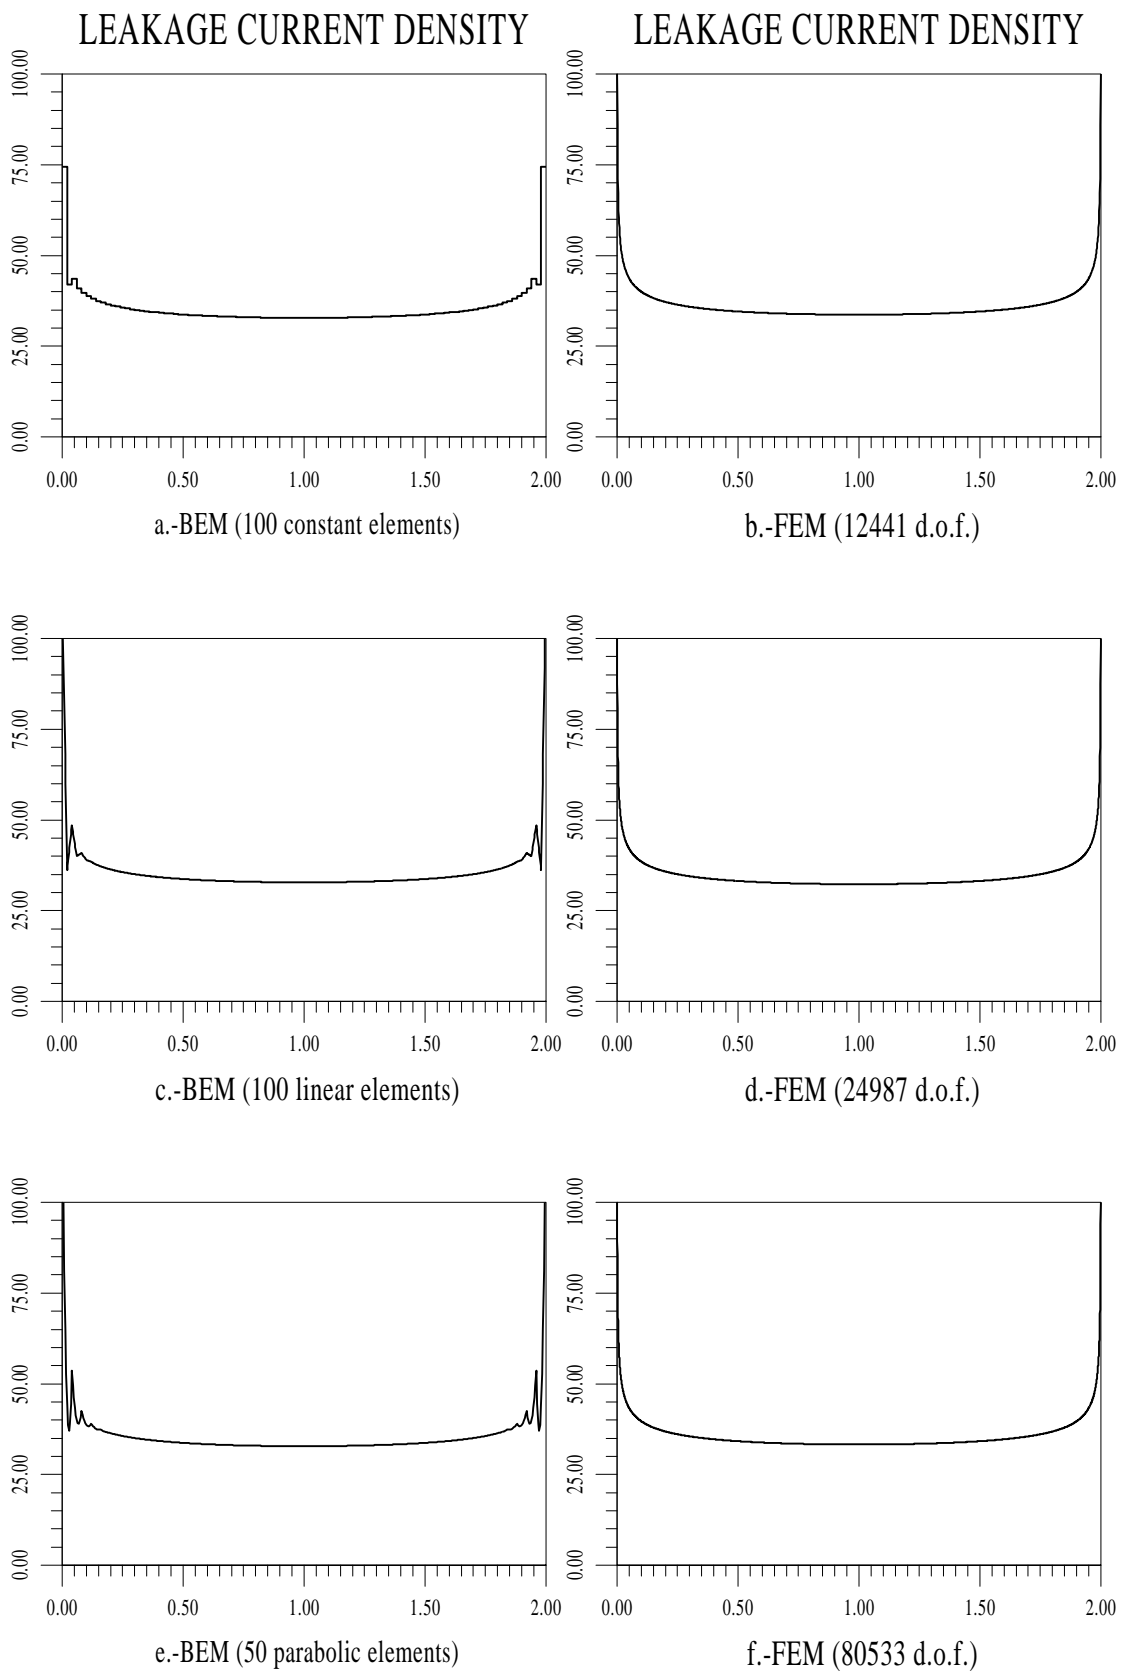 LEAKAGE CURRENT DENSITY
100.00
75.00
50.00
25.00
0.00
0.00 0.50 1.00 1.50 2.00
a.-BEM (100 constant elements)
LEAKAGE CURRENT DENSITY
100.00
75.00
50.00
25.00
0.00
0.00 0.50 1.00 1.50 2.00
b.-FEM (12441 d.o.f.)
100.00
75.00
50.00
25.00
0.00
0.00 0.50 1.00 1.50 2.00
c.-BEM (100 linear elements)
100.00
75.00
50.00
25.00
0.00
0.00 0.50 1.00 1.50 2.00
d.-FEM (24987 d.o.f.)
100.00
75.00
50.00
25.00
0.00
0.00 0.50 1.00 1.50 2.00
e.-BEM (50 parabolic elements)
100.00
75.00
50.00
25.00
0.00
0.00 0.50 1.00 1.50 2.00
f.-FEM (80533 d.o.f.)